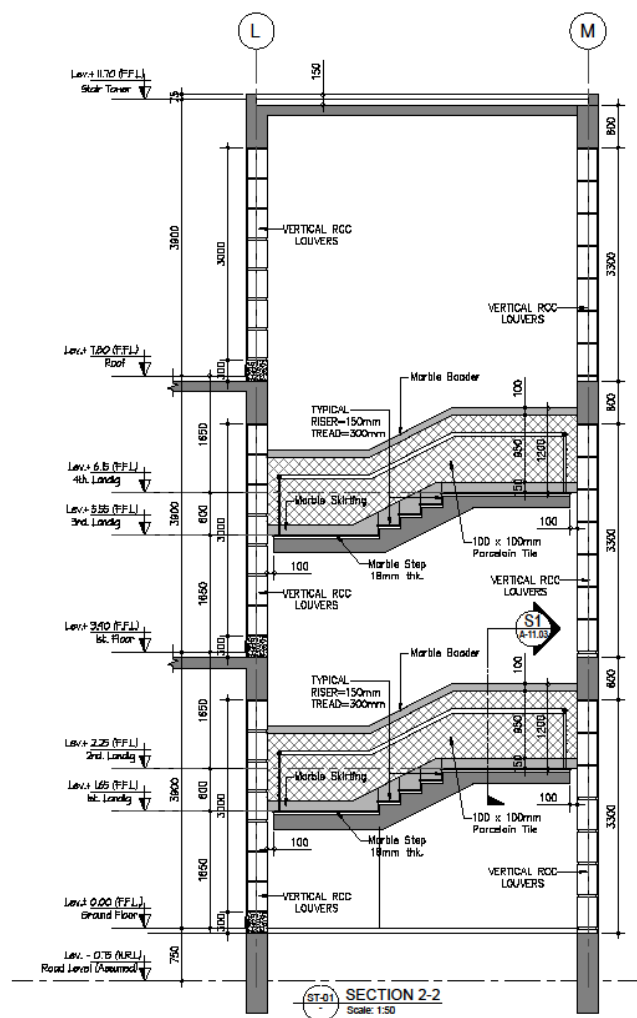 L
M
Lev.+ 11.70 (F.F.L)
Stair Tower
75
150
600
3900
3000
VERTICAL RCC
LOUVERS
3300
VERTICAL RCC
LOUVERS
Lev.+ 7.80 (F.F.L)
Roof
300
600
Marble Boader
100
TYPICAL
RISER=150mm
TREAD=300mm
1650
950
1200
Lev.+ 6.15 (F.F.L)
4th. Landig
Marble Skirting
150
Lev.+ 5.55 (F.F.L)
3rd. Landig
3900
600
3000
100
100 x 100mm
Porcelain Tile
3300
100
Marble Step
18mm thk.
1650
VERTICAL RCC
LOUVERS
VERTICAL RCC
LOUVERS
S1
A-11.03
Lev.+ 3.90 (F.F.L)
1st. Floor
300
600
Marble Boader
100
TYPICAL
RISER=150mm
TREAD=300mm
1650
950
1200
Lev.+ 2.25 (F.F.L)
2nd. Landig
Marble Skirting
150
Lev.+ 1.65 (F.F.L)
1st. Landig
3900
600
3000
100
100 x 100mm
Porcelain Tile
3300
100
Marble Step
18mm thk.
1650
VERTICAL RCC
LOUVERS
VERTICAL RCC
LOUVERS
Lev.± 0.00 (F.F.L)
Ground Floor
300
Lev. - 0.75 (N.R.L)
Road Level (Assumed)
750
ST-01
-
SECTION 2-2
Scale: 1:50